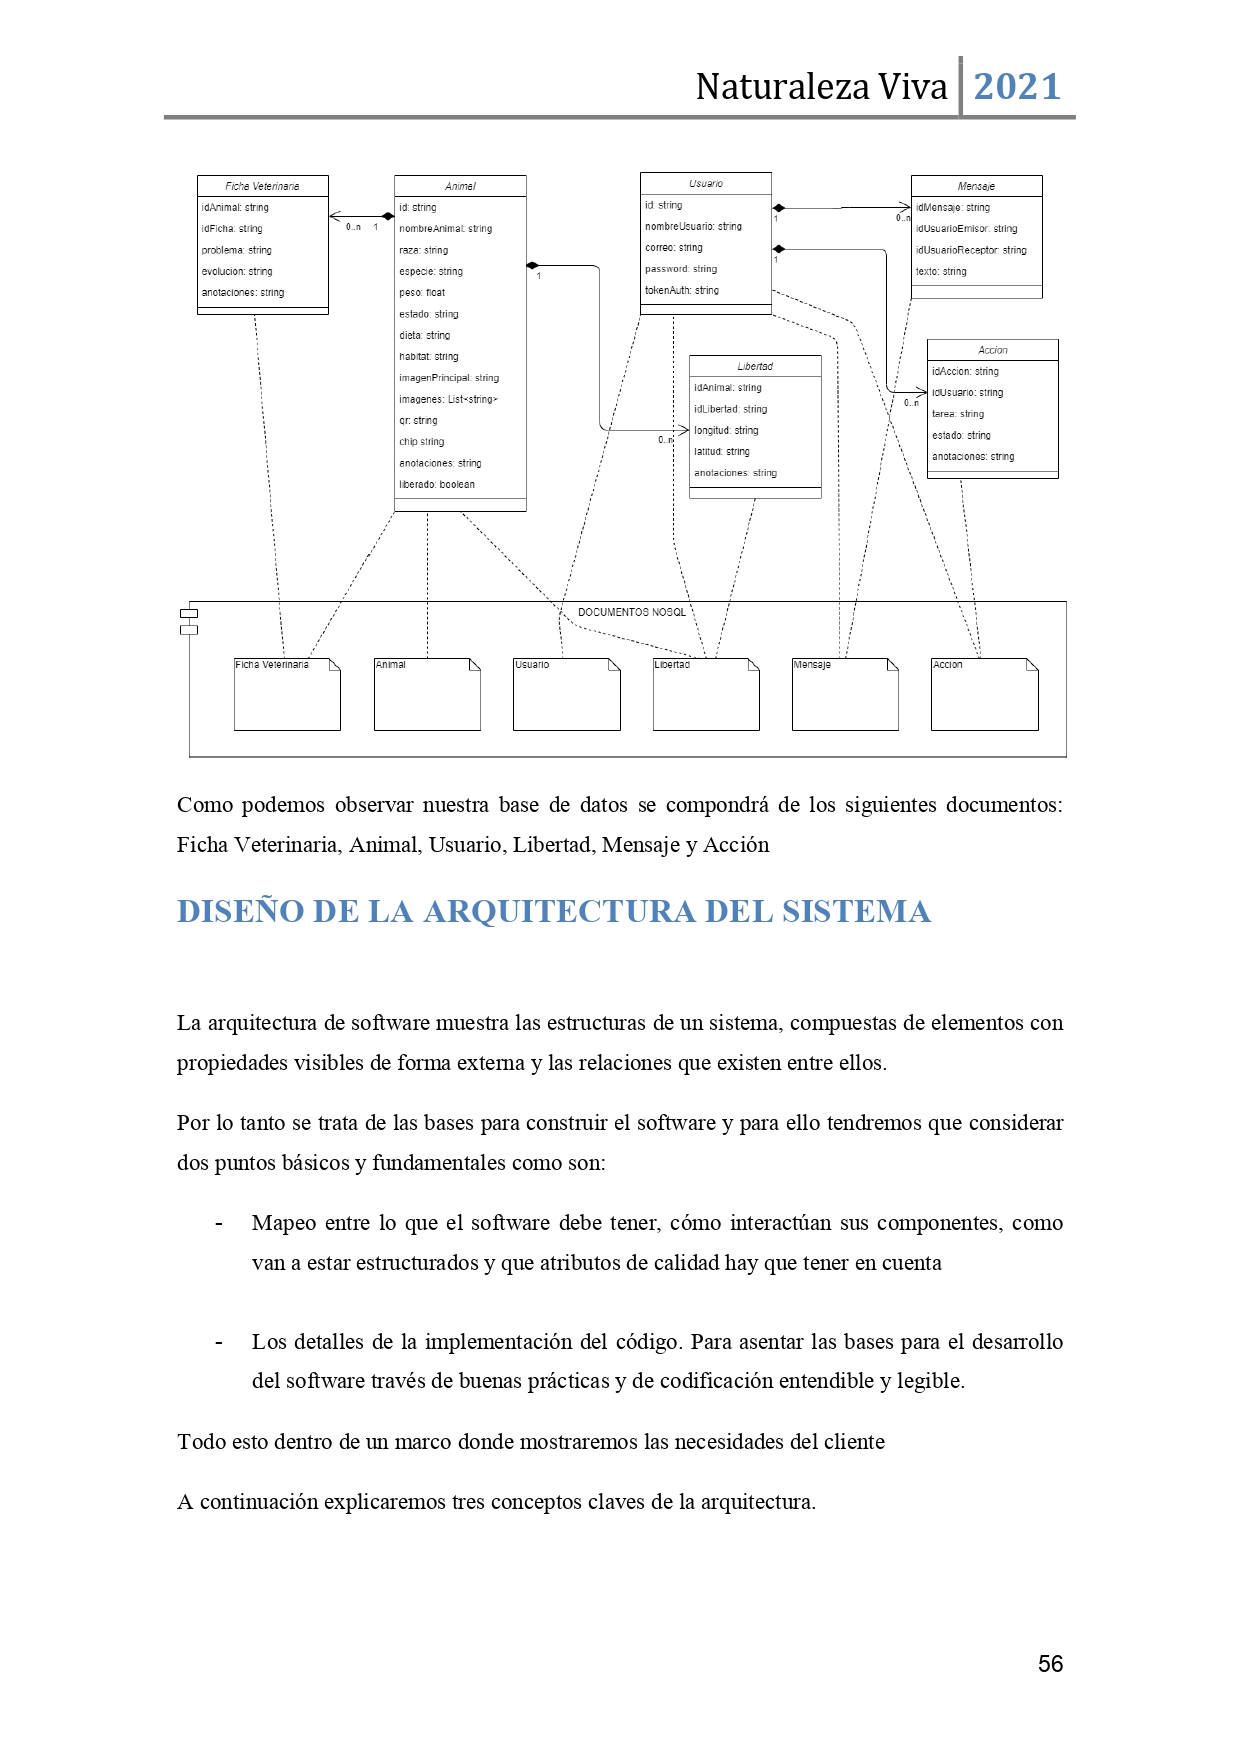 Naturaleza Viva 2021
Ficha Veterinaria
idAnimal: string
idFicha: string
problema: string
evolucion: string
anotaciones: string
0..n 1
Animal
id: string
nombreAnimal: string
raza: string
especie: string
peso: float
estado: string
dieta: string
habitat: string
imagenPrincipal: string
imagenes: List<string>
qr: string
chip string
anotaciones: string
liberado: boolean
1
0..n
Usuario
id: string
nombreUsuario: string
correo: string
password: string
tokenAuth: string
1
0..n
1
0..n
Mensaje
idMensaje: string
idUsuarioEmisor: string
idUsuarioReceptor: string
texto: string
Libertad
idAnimal: string
idLibertad: string
longitud: string
latitud: string
anotaciones: string
Accion
idAccion: string
idUsuario: string
tarea: string
estado: string
anotaciones: string
DOCUMENTOS NOSQL
Ficha Veterinaria
Animal
Usuario
Libertad
Mensaje
Accion
Como podemos observar nuestra base de datos se compondrá de los siguientes documentos:
Ficha Veterinaria, Animal, Usuario, Libertad, Mensaje y Acción
DISEÑO DE LA ARQUITECTURA DEL SISTEMA
La arquitectura de software muestra las estructuras de un sistema, compuestas de elementos con
propiedades visibles de forma externa y las relaciones que existen entre ellos.
Por lo tanto se trata de las bases para construir el software y para ello tendremos que considerar
dos puntos básicos y fundamentales como son:
- Mapeo entre lo que el software debe tener, cómo interactúan sus componentes, como
van a estar estructurados y que atributos de calidad hay que tener en cuenta
- Los detalles de la implementación del código. Para asentar las bases para el desarrollo
del software través de buenas prácticas y de codificación entendible y legible.
Todo esto dentro de un marco donde mostraremos las necesidades del cliente
A continuación explicaremos tres conceptos claves de la arquitectura.
56